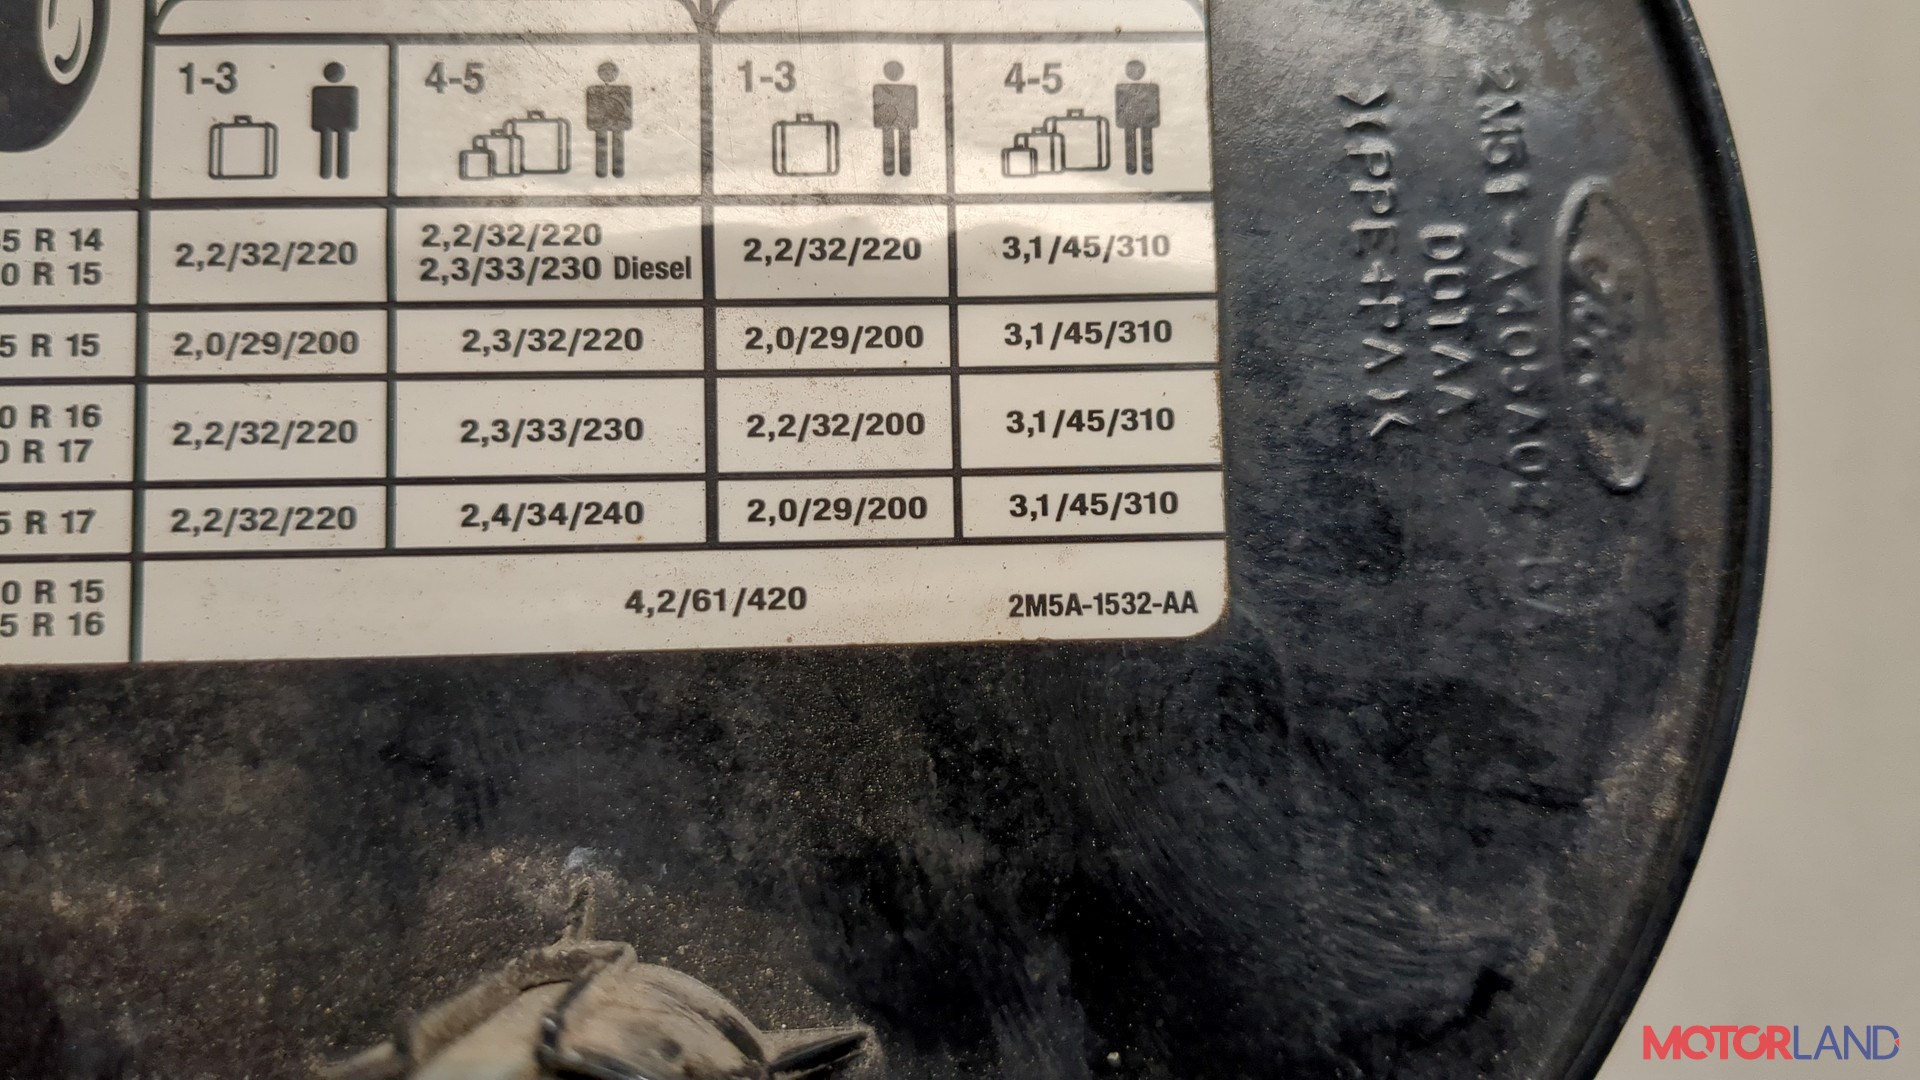 1-3 4-5 1-3 4-5
5 R 14
0 R 15
2,2/32/220
2,2/32/220
2,3/33/230 Diesel
2,2/32/220
3,1/45/310
5 R 15 2,0/29/200 2,3/32/220 2,0/29/200 3,1/45/310
0 R 16
0 R 17
2,2/32/220 2,3/33/230 2,2/32/200 3,1/45/310
5 R 17 2,2/32/220 2,4/34/240 2,0/29/200 3,1/45/310
0 R 15
5 R 16
4,2/61/420 2M5A-1532-AA
Ford
>PPE+PA<
MOTORLAND